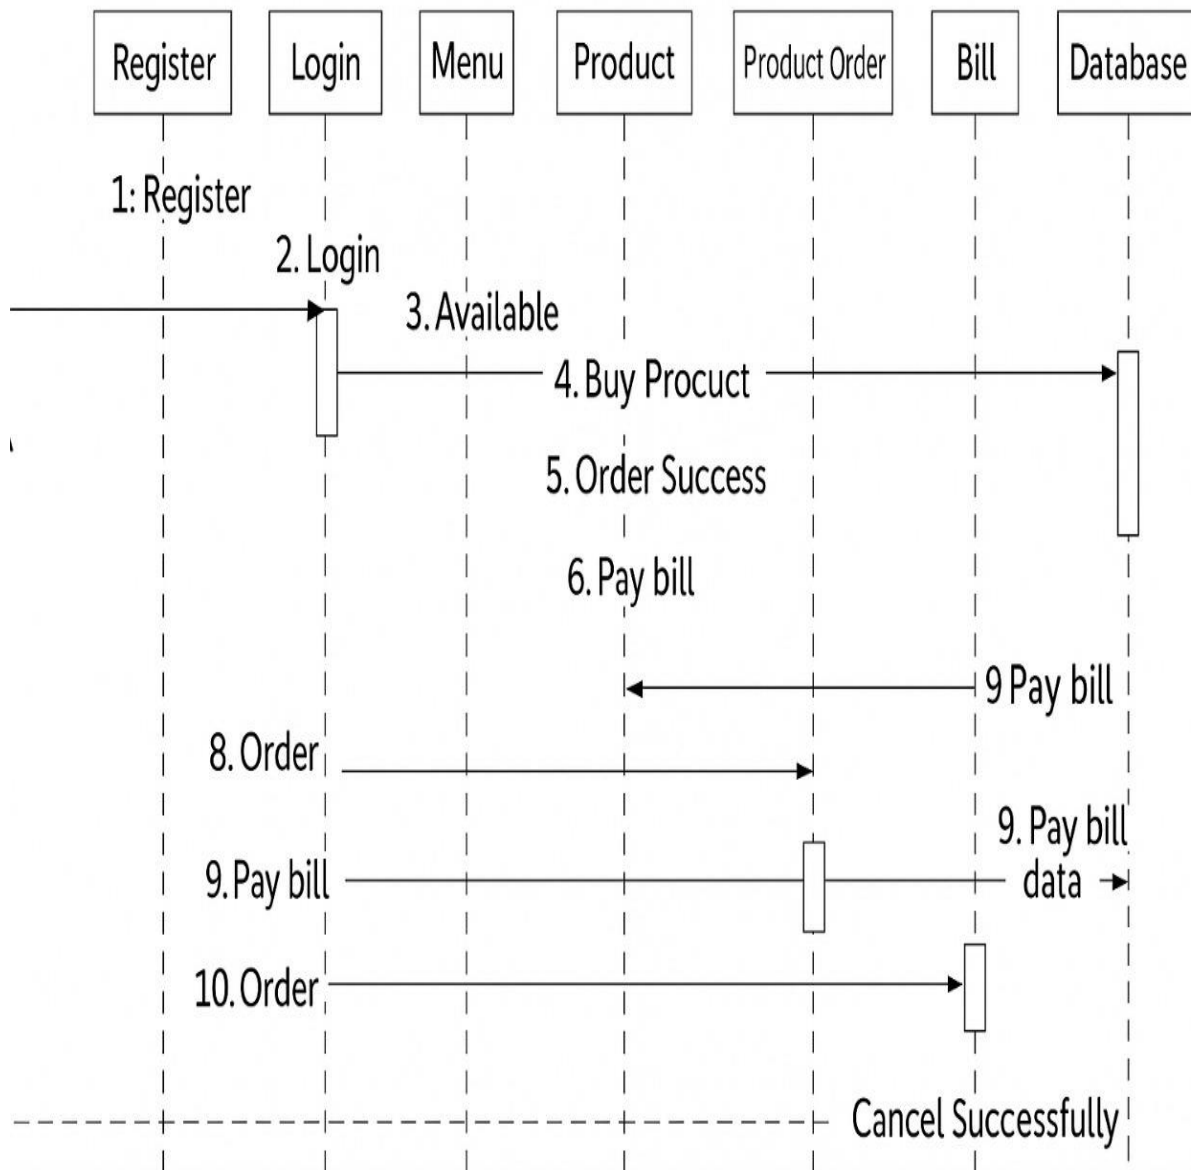 Register
Login
Menu
Product
Product Order
Bill
Database
1: Register
2. Login
3. Available
4. Buy Procuct
5. Order Success
6. Pay bill
9 Pay bill
8. Order
9. Pay bill
9. Pay bill
data
10. Order
Cancel Successfully